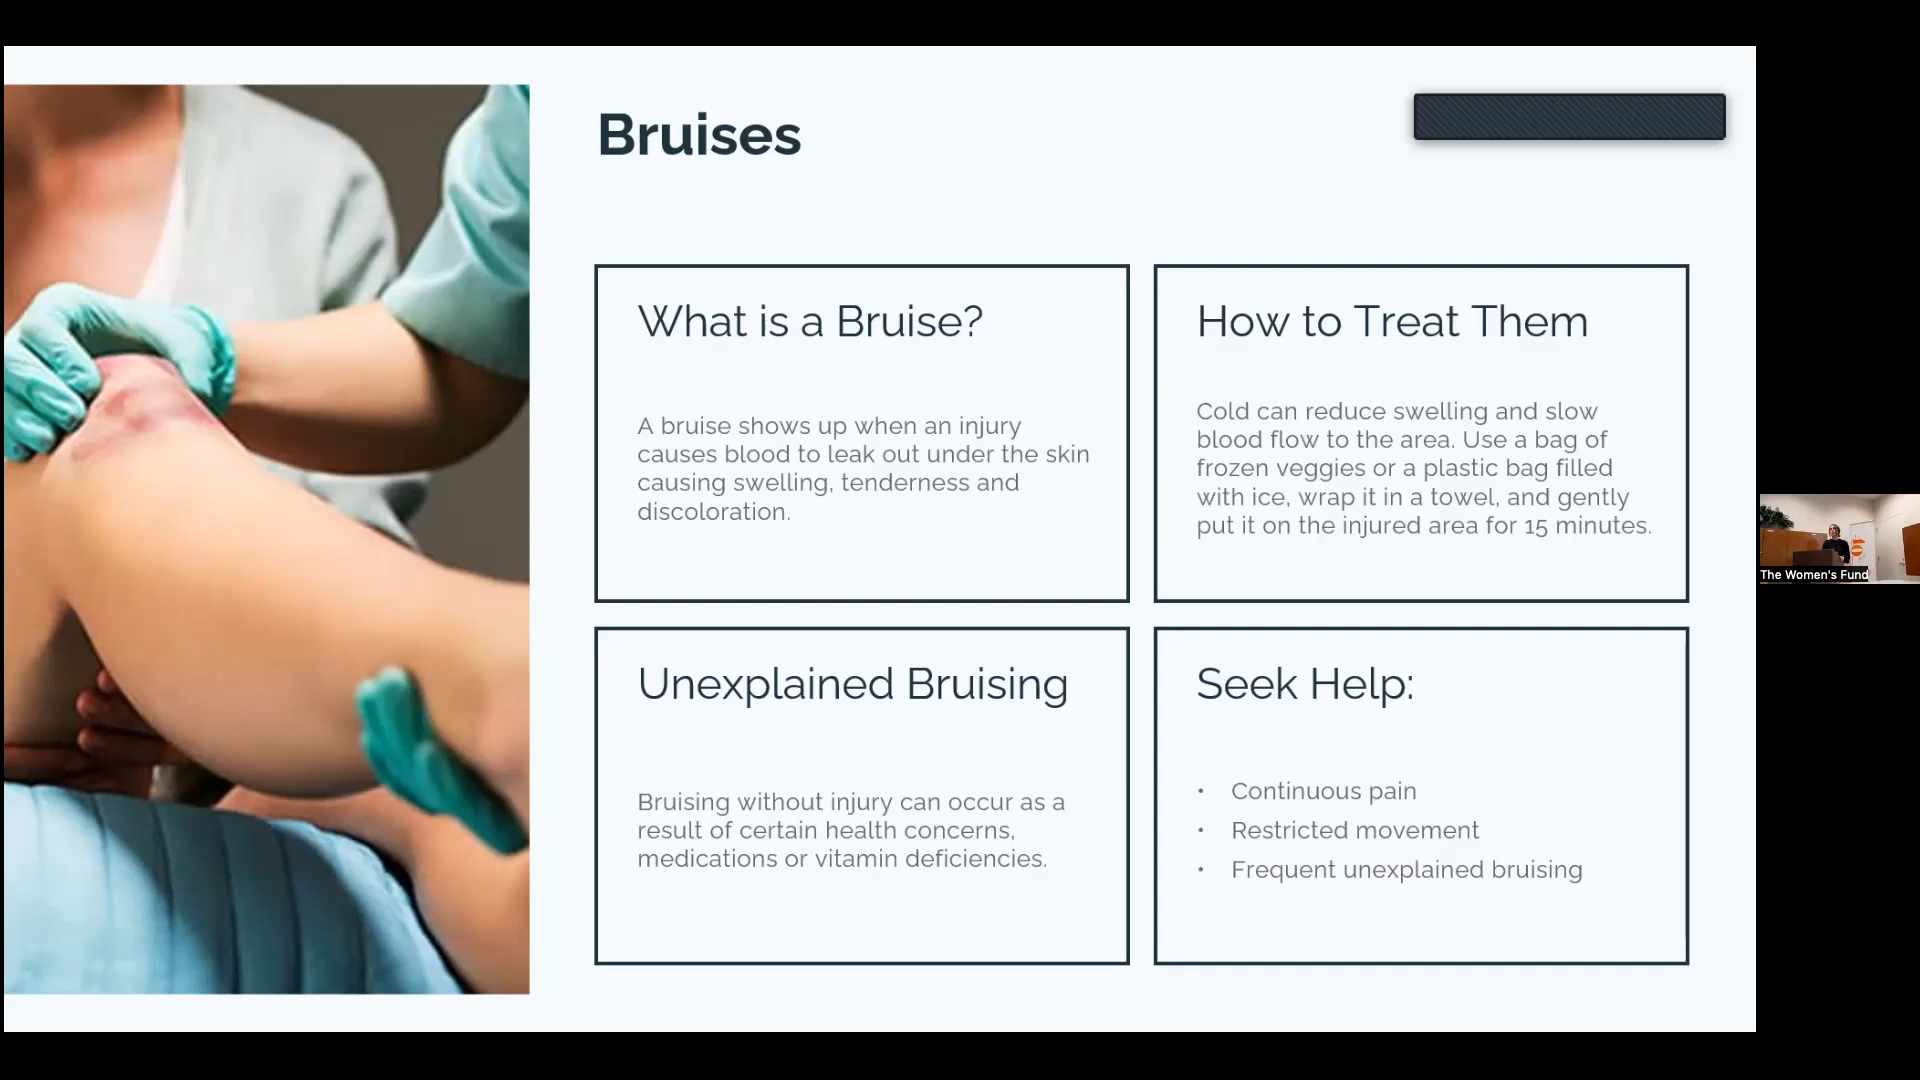 Bruises
What is a Bruise?
A bruise shows up when an injury
causes blood to leak out under the skin
causing swelling, tenderness and
discoloration.
How to Treat Them
Cold can reduce swelling and slow
blood flow to the area. Use a bag of
frozen veggies or a plastic bag filled
with ice, wrap it in a towel, and gently
put it on the injured area for 15 minutes.
Unexplained Bruising
Bruising without injury can occur as a
result of certain health concerns,
medications or vitamin deficiencies.
Seek Help:
• Continuous pain
• Restricted movement
• Frequent unexplained bruising
The Women's Fund